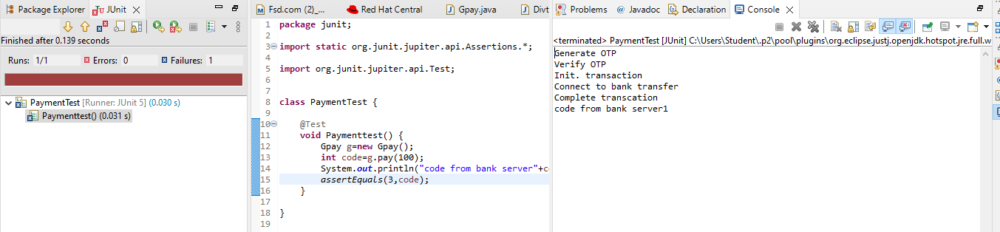 Package Explorer JUnit
Finished after 0.139 seconds
Runs: 1/1 Errors: 0 Failures: 1
PaymentTest [Runner: JUnit 5] (0.030 s)
Paymenttest() (0.031 s)
Fsd.com (2)_... Red Hat Central Gpay.java Divt
1 package junit;
2
3 import static org.junit.jupiter.api.Assertions.*;
4
5 import org.junit.jupiter.api.Test;
6
7
8 class PaymentTest {
9
10 @Test
11 void Paymenttest() {
12 Gpay g=new Gpay();
13 int code=g.pay(100);
14 System.out.println("code from bank server"+c
15 assertEquals(3,code);
16 }
17
18 }
19
Problems Javadoc Declaration Console
<terminated> PaymentTest [JUnit] C:\Users\Student\.p2\pool\plugins\org.eclipse.justj.openjdk.hotspot.jre.full.w
Generate OTP
Verify OTP
Init. transaction
Connect to bank transfer
Complete transcation
code from bank server1